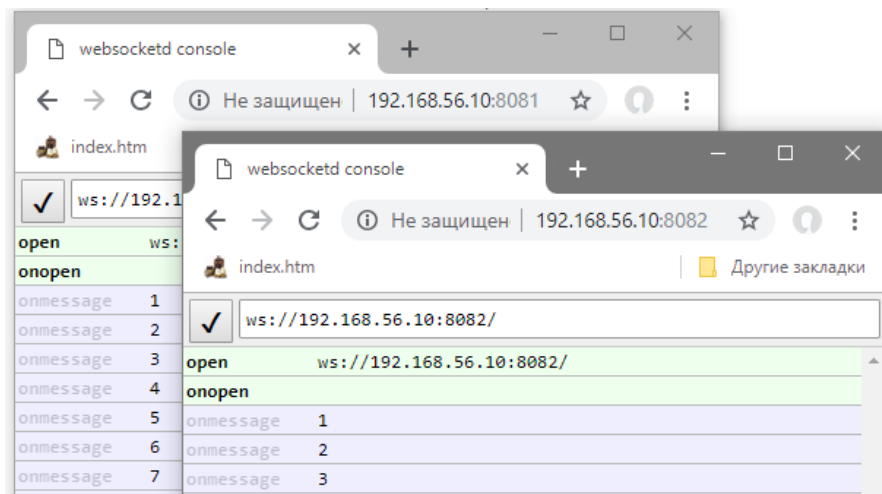 websocketd console
Не защищен 192.168.56.10:8081
index.htm
ws://192.1
open ws:
onopen
onmessage 1
onmessage 2
onmessage 3
onmessage 4
onmessage 5
onmessage 6
onmessage 7
websocketd console
Не защищен 192.168.56.10:8082
index.htm Другие закладки
ws://192.168.56.10:8082/
open ws://192.168.56.10:8082/
onopen
onmessage 1
onmessage 2
onmessage 3